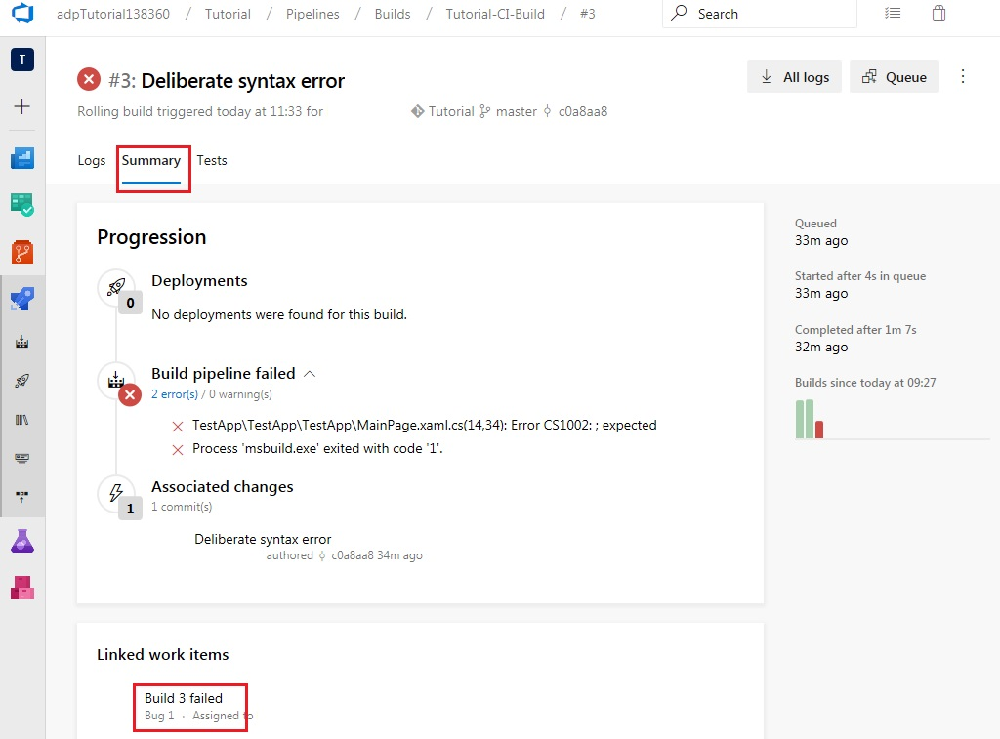 adpTutorial138360 / Tutorial / Pipelines / Builds / Tutorial-CI-Build / #3
Search
T
#3: Deliberate syntax error
All logs
Queue
Rolling build triggered today at 11:33 for
Tutorial master c0a8aa8
Logs Summary Tests
Progression
Deployments
0
No deployments were found for this build.
Build pipeline failed
2 error(s) / 0 warning(s)
TestApp\TestApp\TestApp\MainPage.xaml.cs(14,34): Error CS1002: ; expected
Process 'msbuild.exe' exited with code '1'.
Associated changes
1
1 commit(s)
Deliberate syntax error
authored c0a8aa8 34m ago
Linked work items
Build 3 failed
Bug 1 · Assigned to
Queued
33m ago
Started after 4s in queue
33m ago
Completed after 1m 7s
32m ago
Builds since today at 09:27